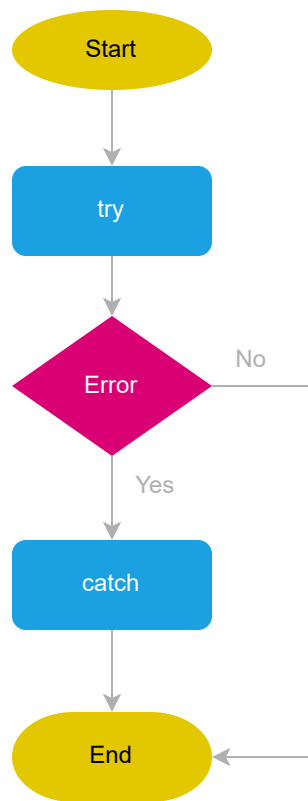 Start
try
No
Error
Yes
catch
End